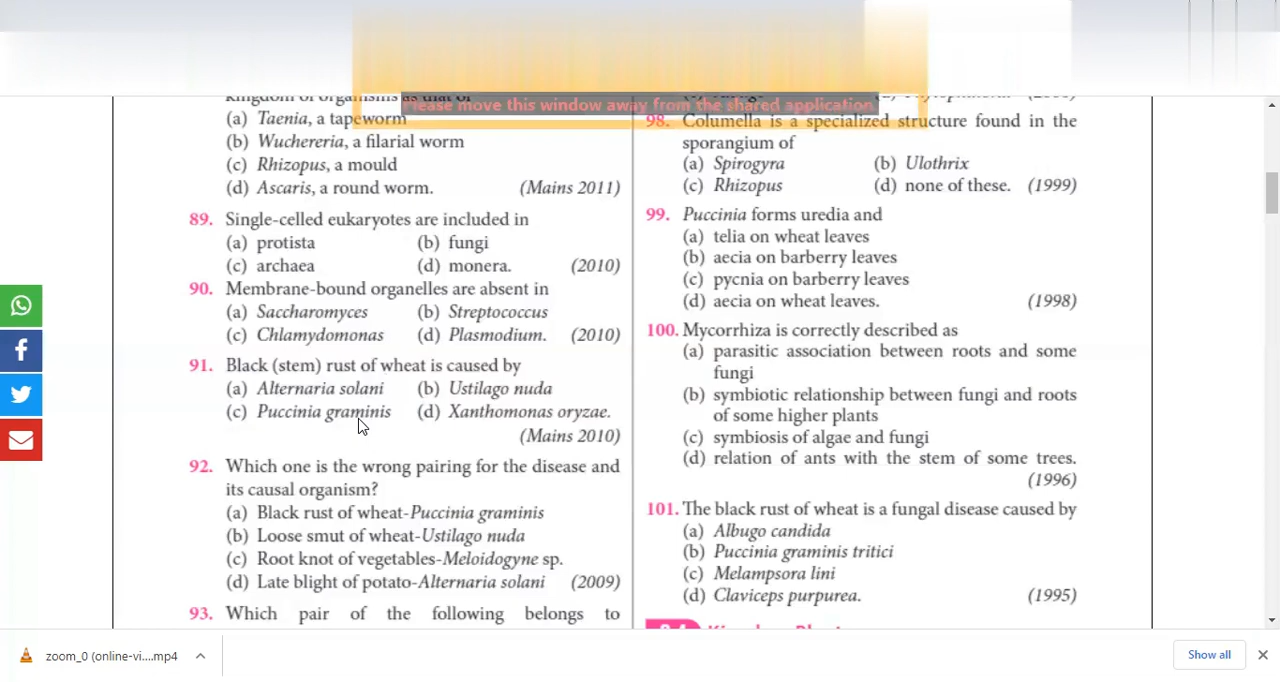 kingdom of organisms as that of
Please move this window away from the shared application.
(a) Taenia, a tapeworm
(b) Wuchereria, a filarial worm
(c) Rhizopus, a mould
(d) Ascaris, a round worm. (Mains 2011)
89. Single-celled eukaryotes are included in
(a) protista (b) fungi
(c) archaea (d) monera. (2010)
90. Membrane-bound organelles are absent in
(a) Saccharomyces (b) Streptococcus
(c) Chlamydomonas (d) Plasmodium. (2010)
91. Black (stem) rust of wheat is caused by
(a) Alternaria solani (b) Ustilago nuda
(c) Puccinia graminis (d) Xanthomonas oryzae.
(Mains 2010)
92. Which one is the wrong pairing for the disease and
its causal organism?
(a) Black rust of wheat-Puccinia graminis
(b) Loose smut of wheat-Ustilago nuda
(c) Root knot of vegetables-Meloidogyne sp.
(d) Late blight of potato-Alternaria solani (2009)
93. Which pair of the following belongs to
98. Columella is a specialized structure found in the
sporangium of
(a) Spirogyra (b) Ulothrix
(c) Rhizopus (d) none of these. (1999)
99. Puccinia forms uredia and
(a) telia on wheat leaves
(b) aecia on barberry leaves
(c) pycnia on barberry leaves
(d) aecia on wheat leaves. (1998)
100. Mycorrhiza is correctly described as
(a) parasitic association between roots and some
fungi
(b) symbiotic relationship between fungi and roots
of some higher plants
(c) symbiosis of algae and fungi
(d) relation of ants with the stem of some trees.
(1996)
101. The black rust of wheat is a fungal disease caused by
(a) Albugo candida
(b) Puccinia graminis tritici
(c) Melampsora lini
(d) Claviceps purpurea. (1995)
zoom_0 (online-vi....mp4
Show all